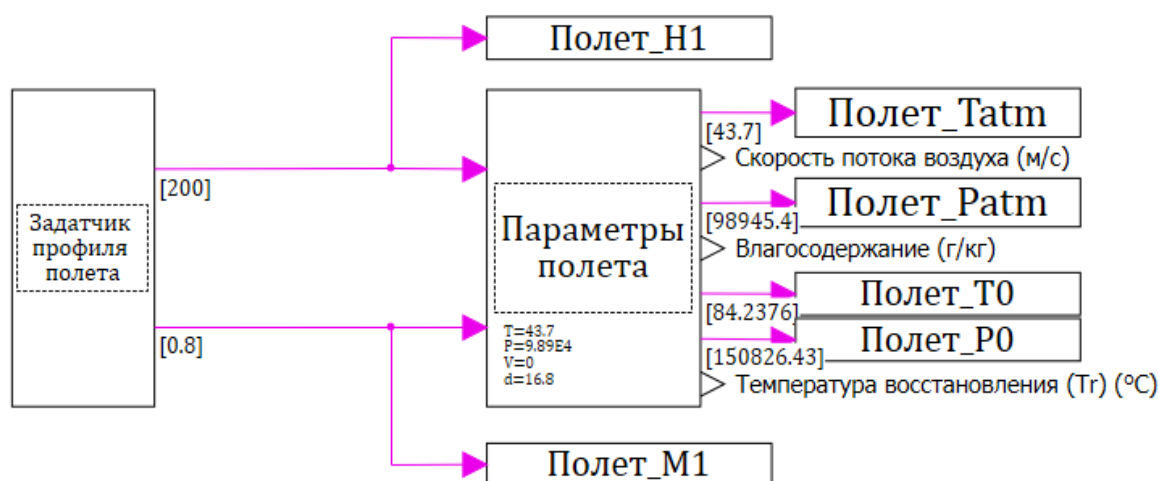 Полет_H1
Задатчик
профиля
полета
[200]
[0.8]
Параметры
полета
T=43.7
P=9.89E4
V=0
d=16.8
Полет_Tatm
[43.7]
Скорость потока воздуха (м/с)
Полет_Patm
[98945.4]
Влагосодержание (г/кг)
Полет_T0
[84.2376]
Полет_P0
[150826.43]
Температура восстановления (Tr) (ºC)
Полет_M1